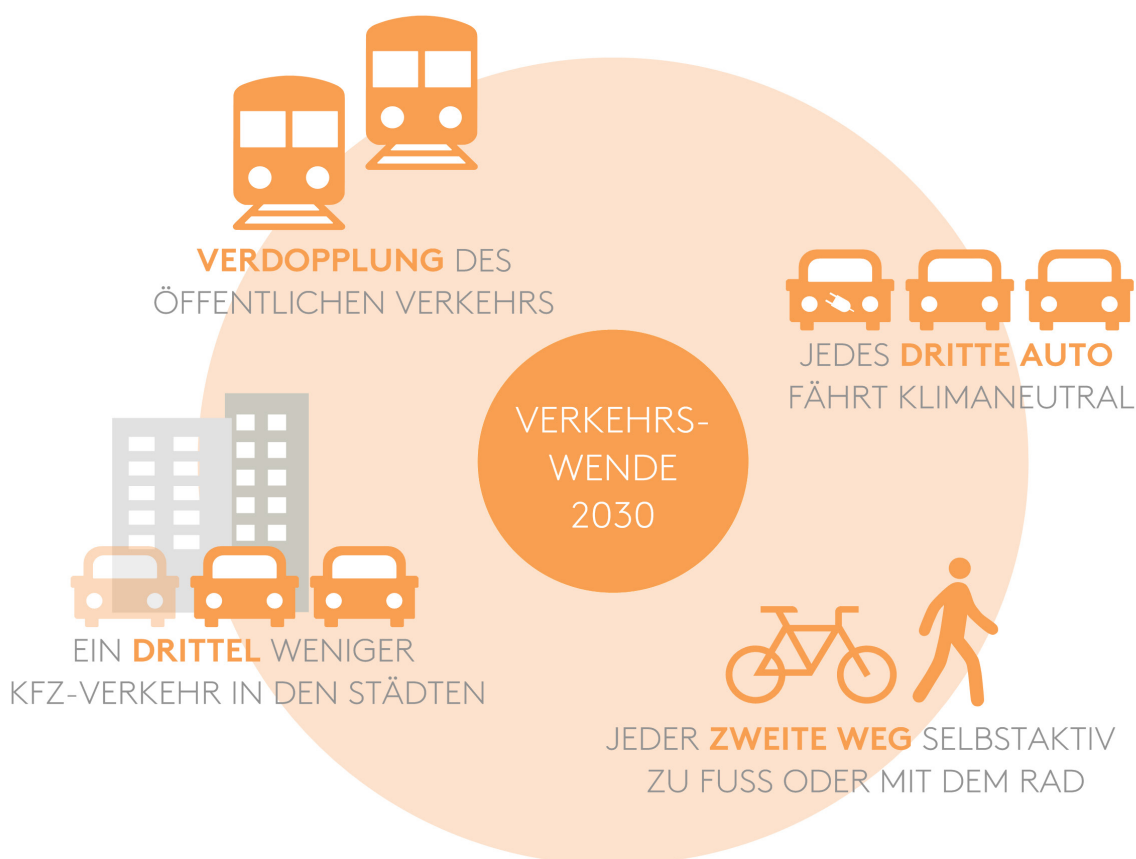 VERDOPPLUNG DES
ÖFFENTLICHEN VERKEHRS
JEDES DRITTE AUTO
FÄHRT KLIMANEUTRAL
VERKEHRS-
WENDE
2030
EIN DRITTEL WENIGER
KFZ-VERKEHR IN DEN STÄDTEN
JEDER ZWEITE WEG SELBSTAKTIV
ZU FUSS ODER MIT DEM RAD